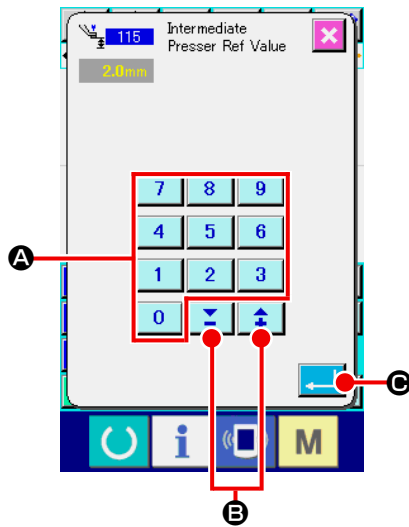 115
Intermediate
Presser Ref Value
2.0mm
7 8 9
4 5 6
1 2 3
0
A
C
i M
B